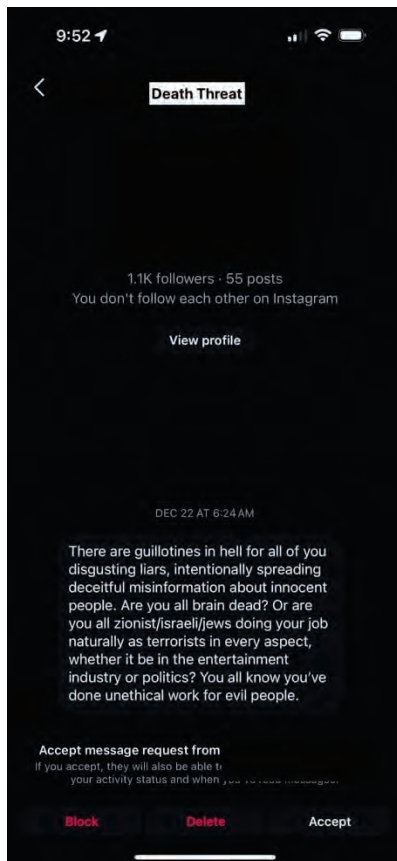 9:52
Death Threat
1.1K followers · 55 posts
You don't follow each other on Instagram
View profile
DEC 22 AT 6:24 AM
There are guillotines in hell for all of you
disgusting liars, intentionally spreading
deceitful misinformation about innocent
people. Are you all brain dead? Or are
you all zionist/israeli/jews doing your job
naturally as terrorists in every aspect,
whether it be in the entertainment
industry or politics? You all know you've
done unethical work for evil people.
Accept message request from
If you accept, they will also be able
your activity status and when
Block Delete Accept